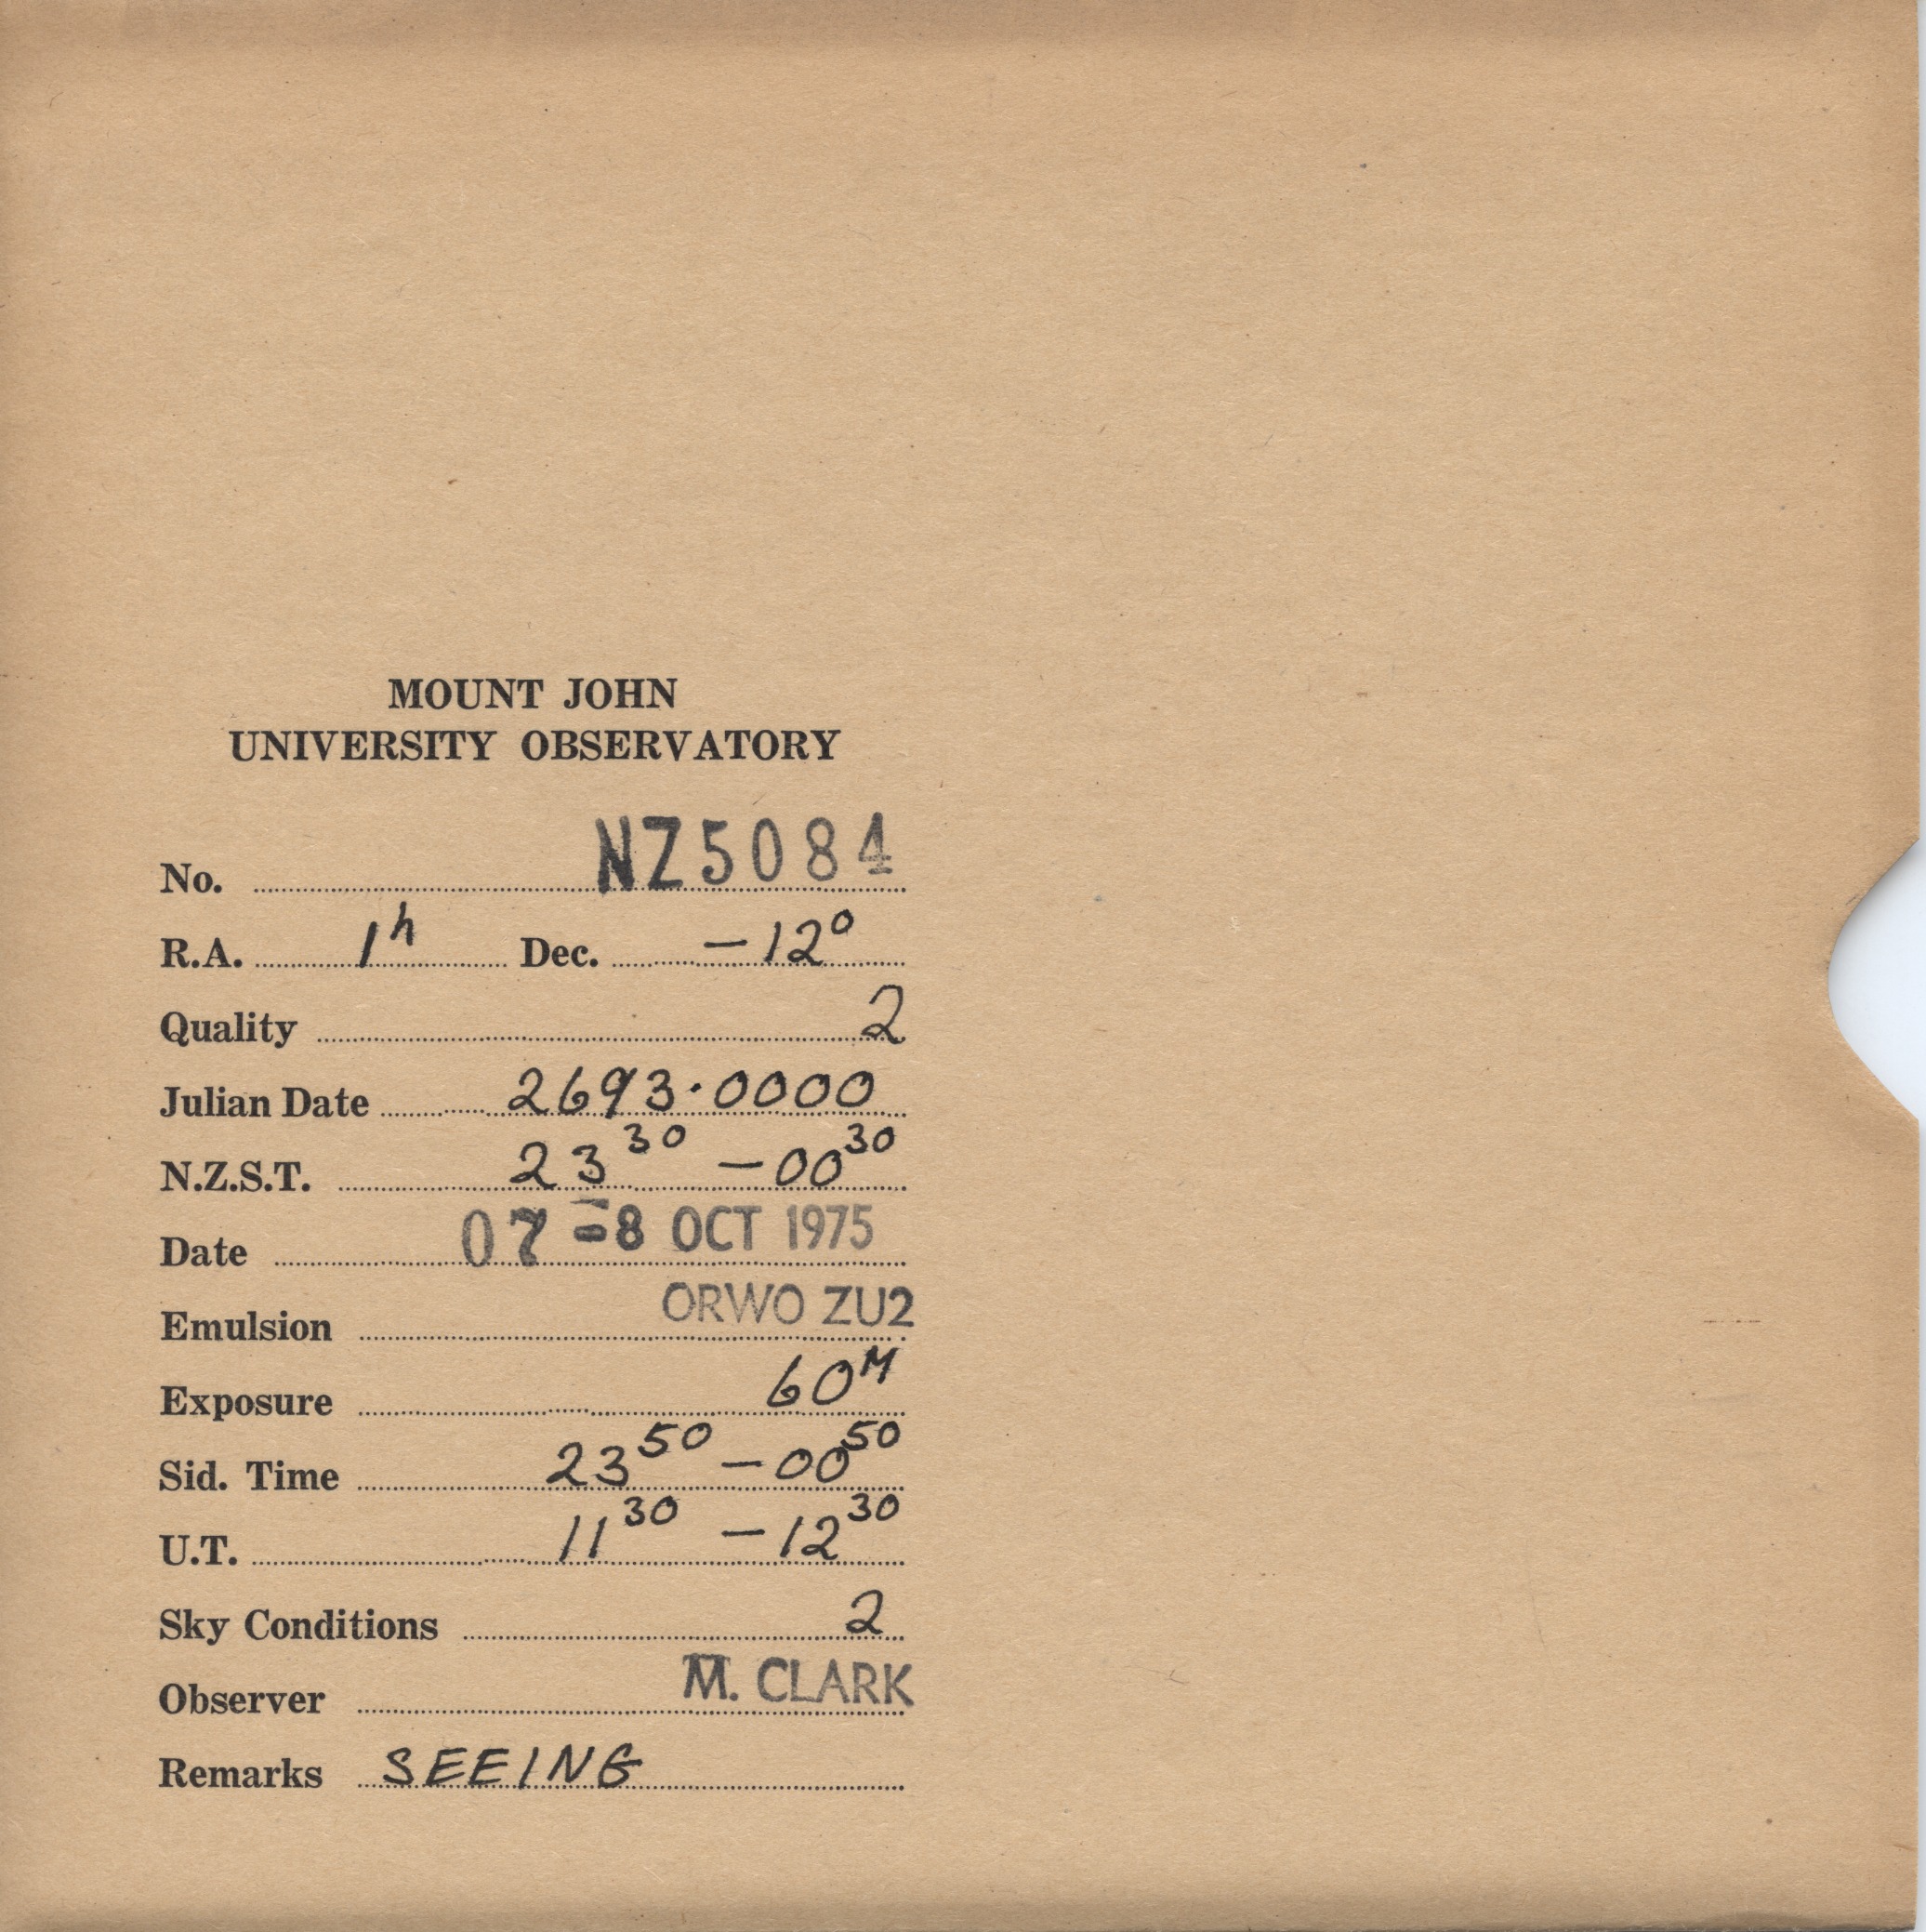 MOUNT JOHN
UNIVERSITY OBSERVATORY
No. NZ5084
R.A. 1h Dec. –12°
Quality 2
Julian Date 2693.0000
N.Z.S.T. 23 30 – 00 30
Date 07 -8 OCT 1975
Emulsion ORWO ZU2
Exposure 60M
Sid. Time 23 50 – 00 50
U.T. 11 30 – 12 30
Sky Conditions 2
Observer M. CLARK
Remarks SEEING